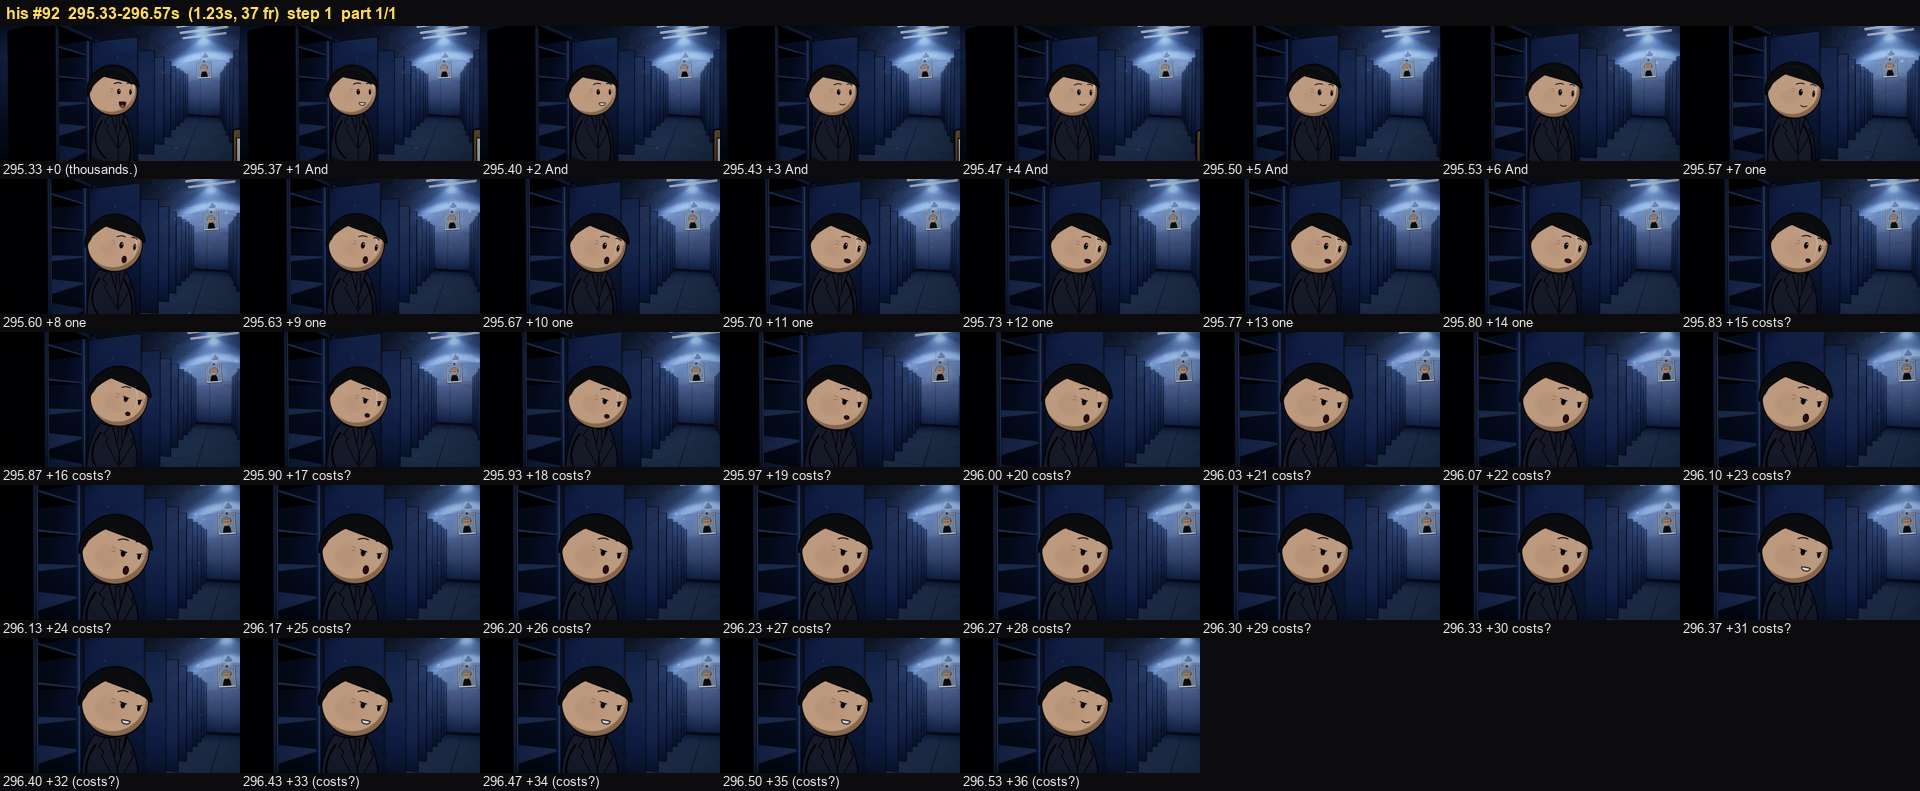 his #92 295.33-296.57s (1.23s, 37 fr) step 1 part 1/1
295.33 +0 (thousands.)
295.37 +1 And
295.40 +2 And
295.43 +3 And
295.47 +4 And
295.50 +5 And
295.53 +6 And
295.57 +7 one
295.60 +8 one
295.63 +9 one
295.67 +10 one
295.70 +11 one
295.73 +12 one
295.77 +13 one
295.80 +14 one
295.83 +15 costs?
295.87 +16 costs?
295.90 +17 costs?
295.93 +18 costs?
295.97 +19 costs?
296.00 +20 costs?
296.03 +21 costs?
296.07 +22 costs?
296.10 +23 costs?
296.13 +24 costs?
296.17 +25 costs?
296.20 +26 costs?
296.23 +27 costs?
296.27 +28 costs?
296.30 +29 costs?
296.33 +30 costs?
296.37 +31 costs?
296.40 +32 (costs?)
296.43 +33 (costs?)
296.47 +34 (costs?)
296.50 +35 (costs?)
296.53 +36 (costs?)